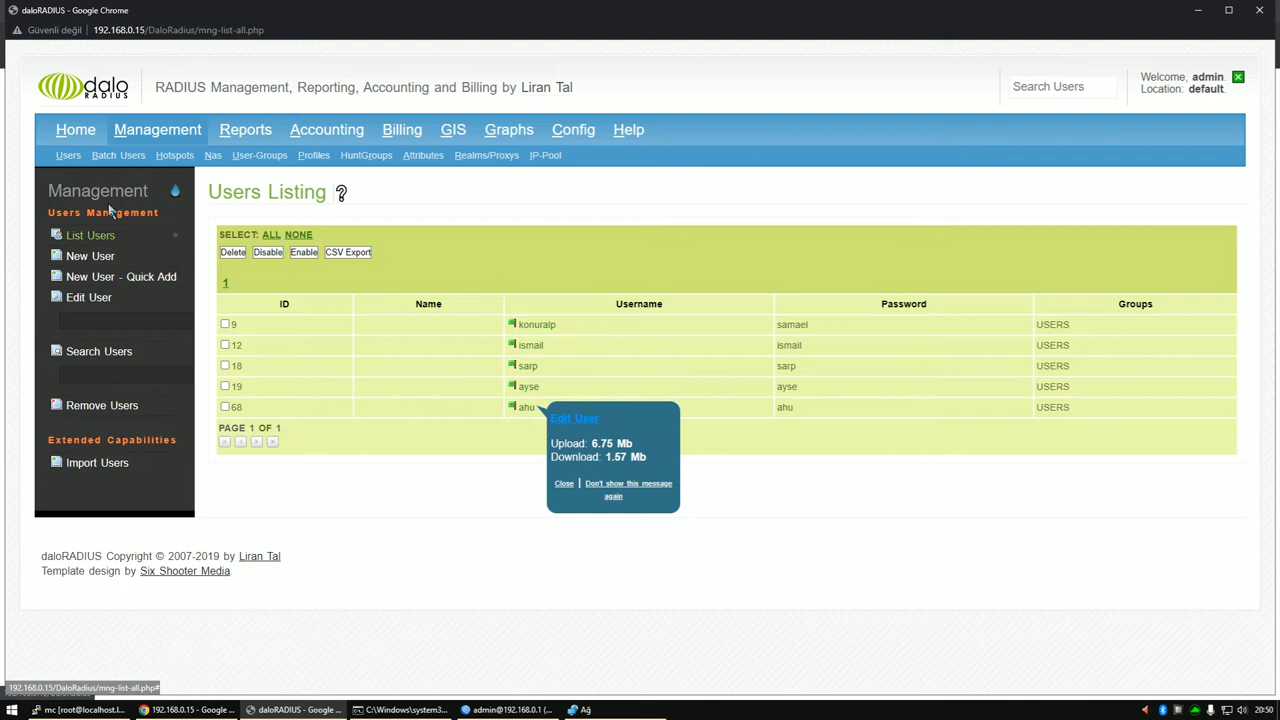 daloRADIUS - Google Chrome
Güvenli değil 192.168.0.15/DaloRadius/mng-list-all.php
dalo RADIUS
RADIUS Management, Reporting, Accounting and Billing by Liran Tal
Search Users
Welcome, admin.
Location: default.
Home Management Reports Accounting Billing GIS Graphs Config Help
Users Batch Users Hotspots Nas User-Groups Profiles HuntGroups Attributes Realms/Proxys IP-Pool
Management
Users Management
List Users
New User
New User - Quick Add
Edit User
Search Users
Remove Users
Extended Capabilities
Import Users
Users Listing ?
SELECT: ALL NONE
Delete Disable Enable CSV Export
1
ID Name Username Password Groups
9 konuralp samael USERS
12 ismail ismail USERS
18 sarp sarp USERS
19 ayse ayse USERS
68 ahu ahu USERS
Edit User
Upload: 6.75 Mb
Download: 1.57 Mb
Close | Don't show this message
again
PAGE 1 OF 1
daloRADIUS Copyright © 2007-2019 by Liran Tal
Template design by Six Shooter Media.
192.168.0.15/DaloRadius/mng-list-all.php#
mc [root@localhost.l... 192.168.0.15 - Google ... daloRADIUS - Google ... C:\Windows\system3... admin@192.168.0.1 (... Ağ 20:50